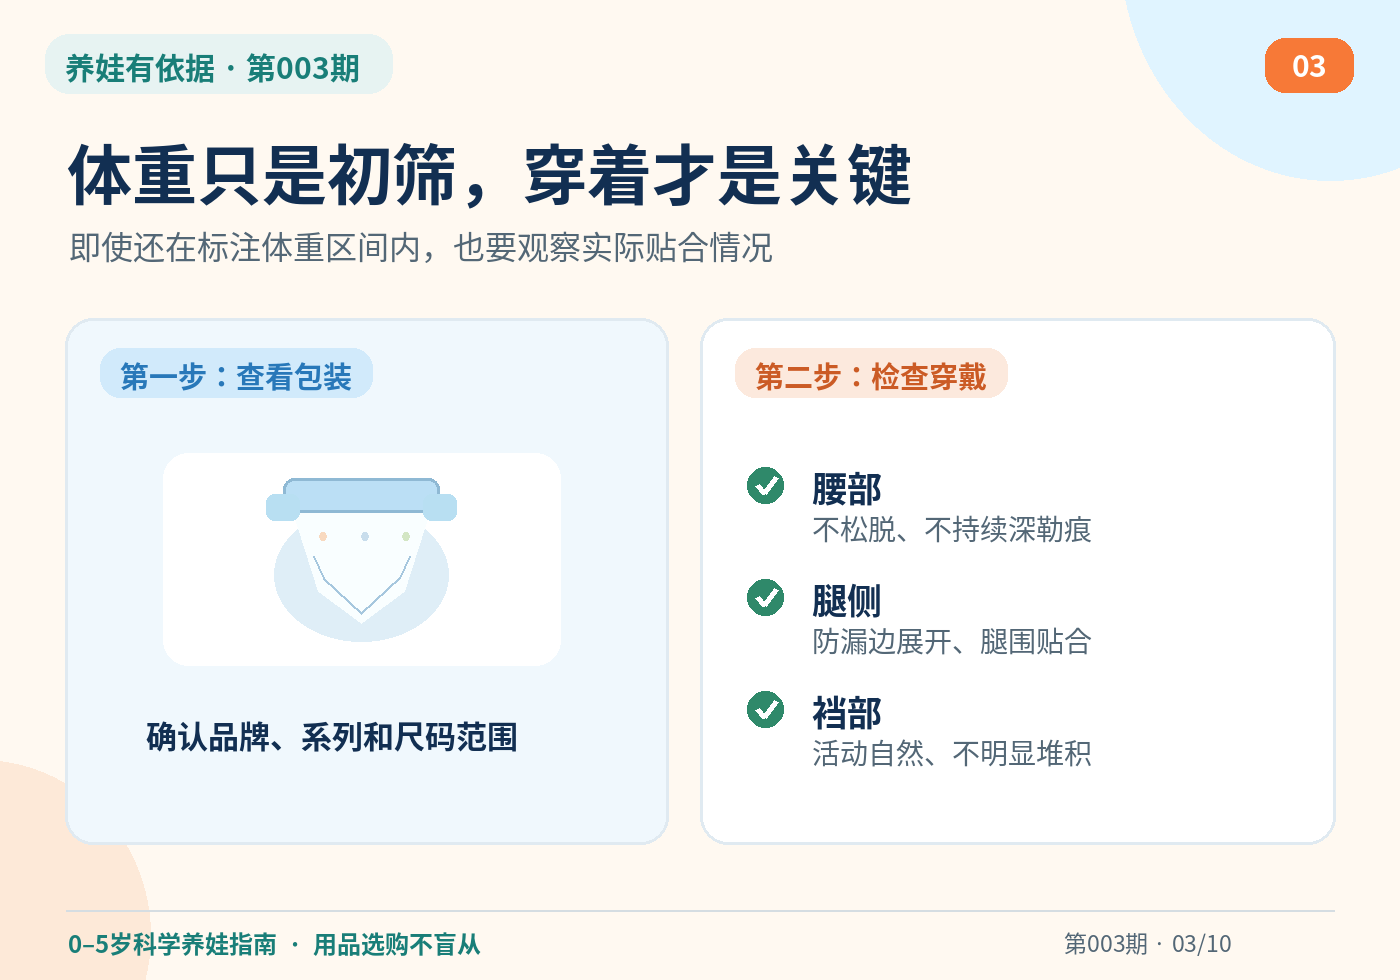 养娃有依据 · 第003期
03
体重只是初筛，穿着才是关键
即使还在标注体重区间内，也要观察实际贴合情况
第一步：查看包装
确认品牌、系列和尺码范围
第二步：检查穿戴
腰部
不松脱、不持续深勒痕
腿侧
防漏边展开、腿围贴合
裆部
活动自然、不明显堆积
0–5岁科学养娃指南 · 用品选购不盲从
第003期 · 03/10